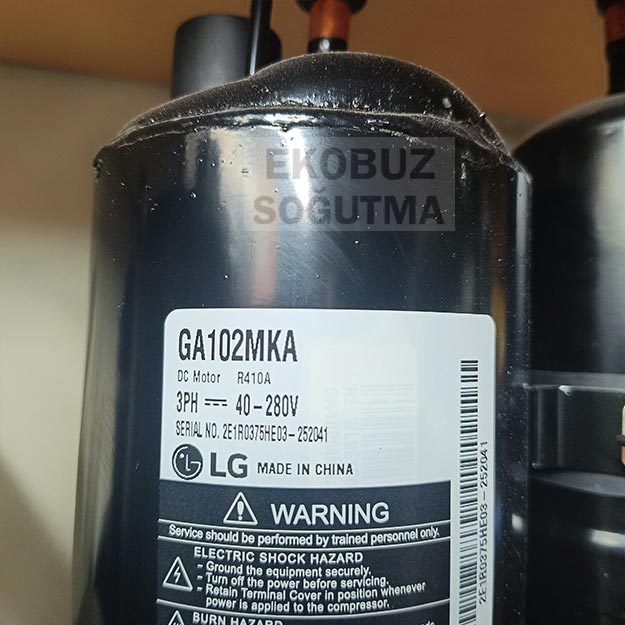 EKOBUZ
SOĞUTMA
GA102MKA
DC Motor R410A
3PH ⎓ 40-280V
SERIAL NO. 2E1R0375HE03-252041
LG MADE IN CHINA
WARNING
Service should be performed by trained personnel only.
ELECTRIC SHOCK HAZARD
- Ground the equipment securely.
- Turn off the power before servicing.
- Retain Terminal Cover in position whenever
power is applied to the compressor.
BURN HAZARD
2E1R0375HE03-252041